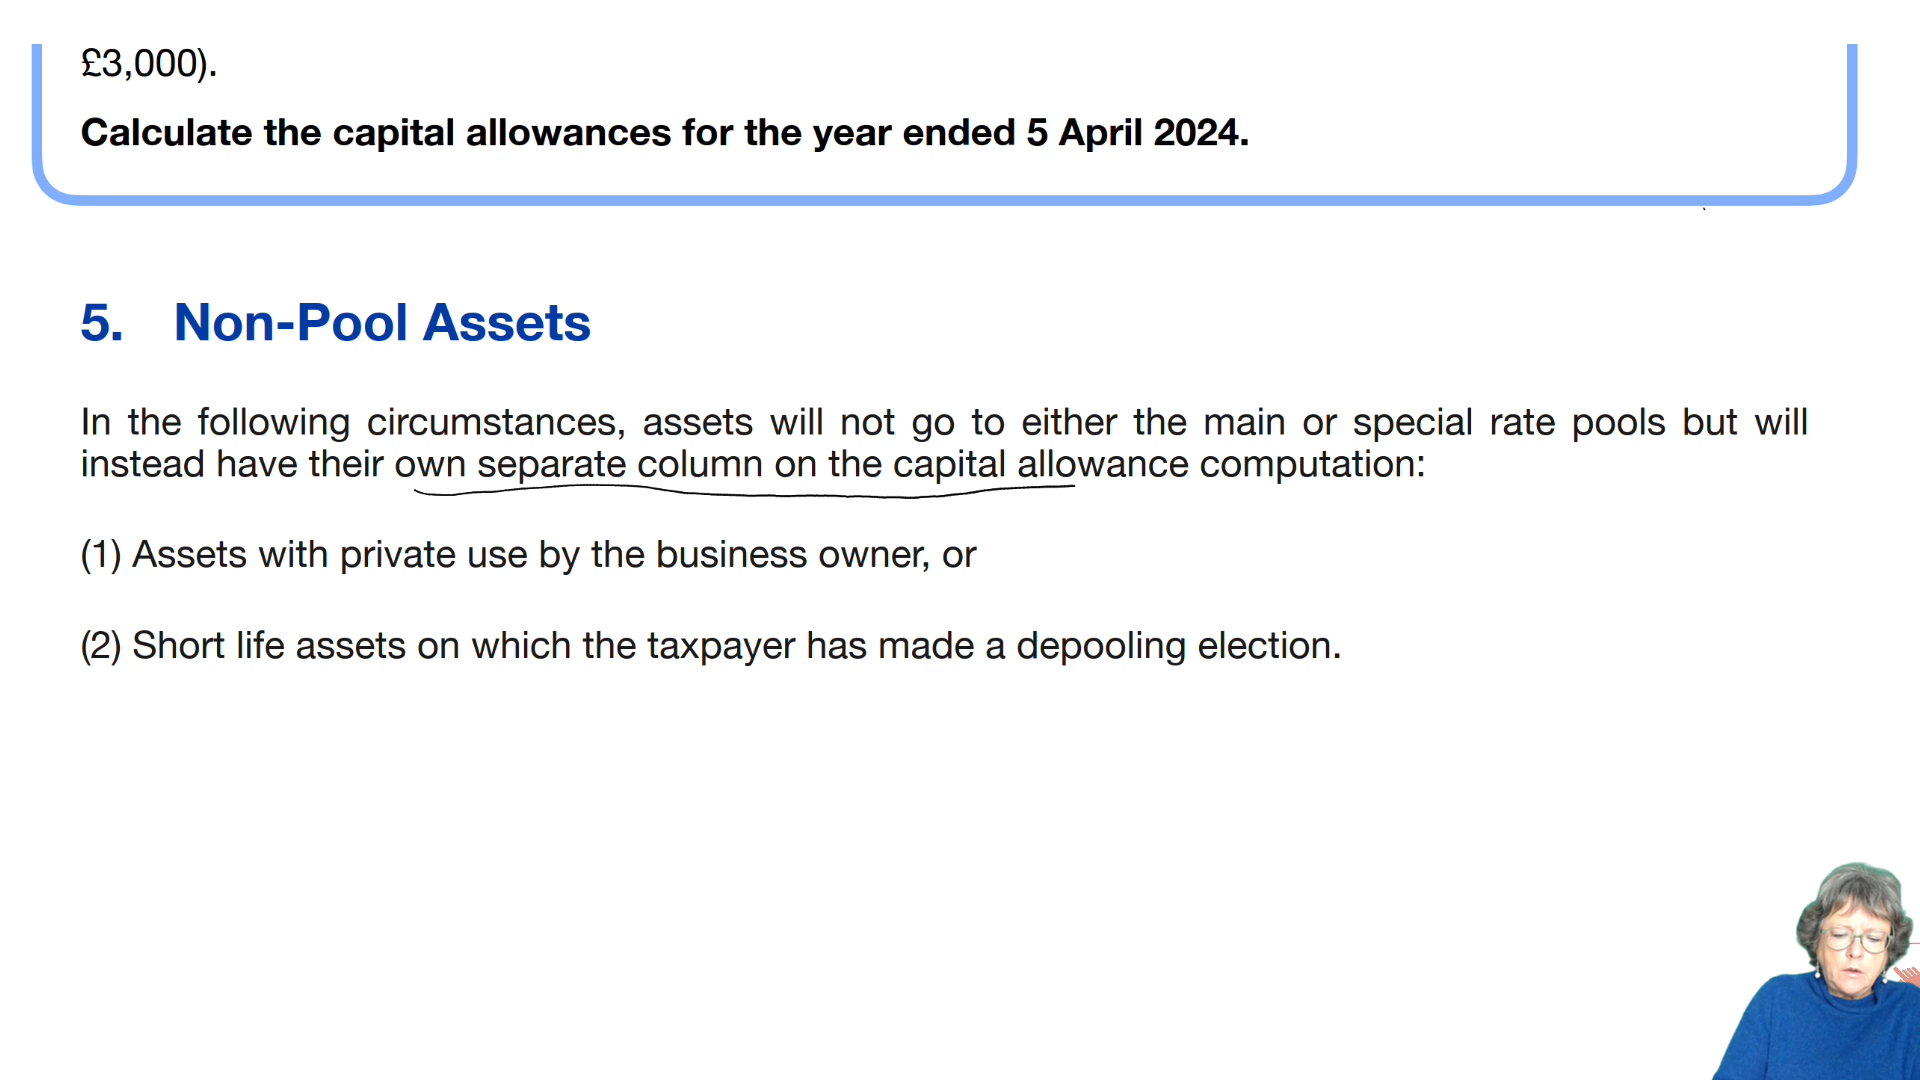 £3,000).
Calculate the capital allowances for the year ended 5 April 2024.
5. Non-Pool Assets
In the following circumstances, assets will not go to either the main or special rate pools but will
instead have their own separate column on the capital allowance computation:
(1) Assets with private use by the business owner, or
(2) Short life assets on which the taxpayer has made a depooling election.